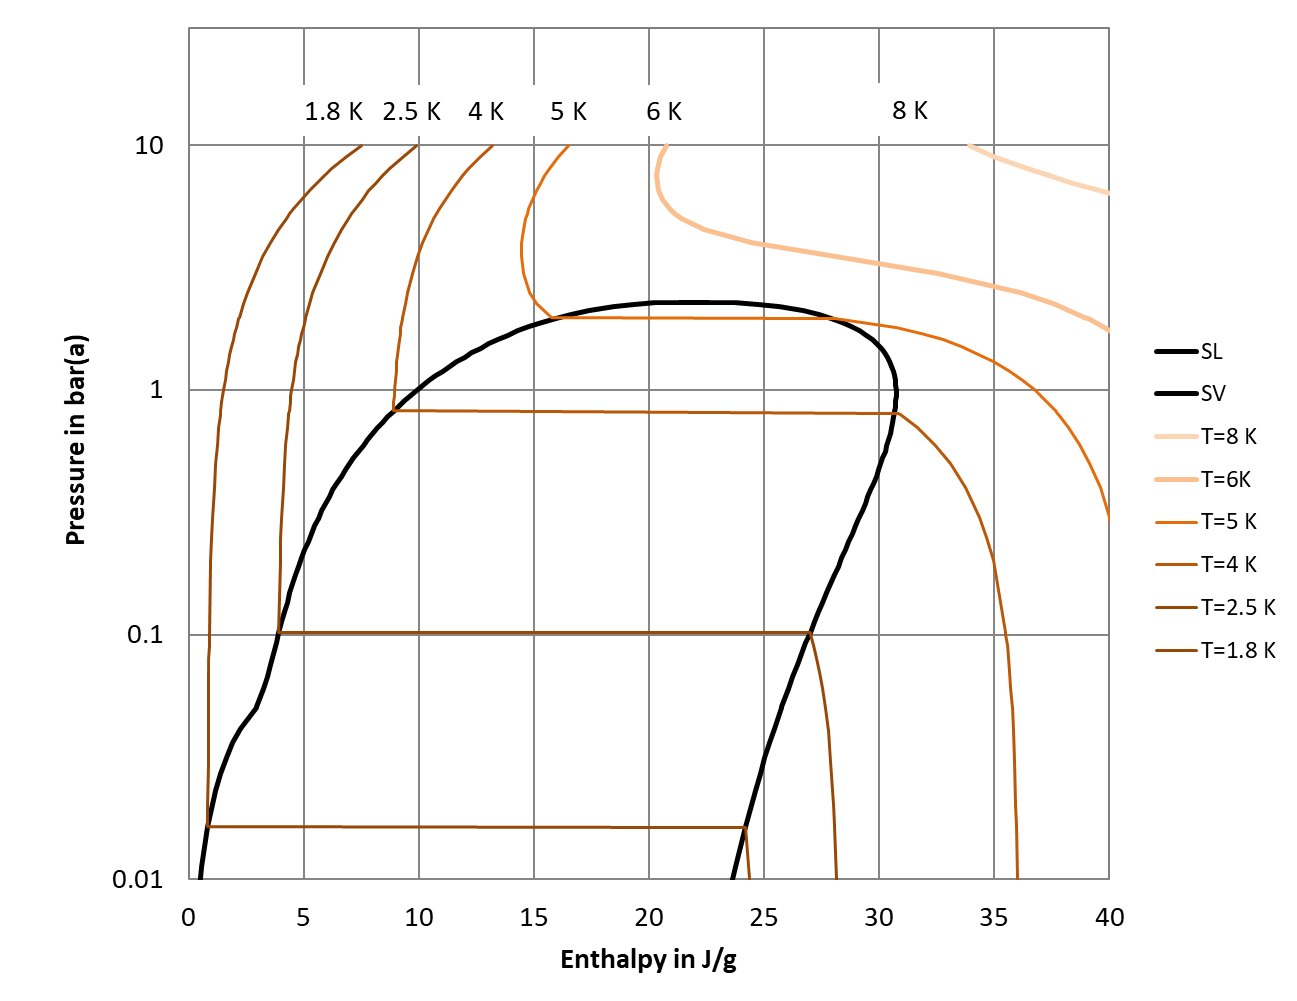 1.8 K 2.5 K 4 K 5 K 6 K 8 K
10
1
0.1
0.01
Pressure in bar(a)
0 5 10 15 20 25 30 35 40
Enthalpy in J/g
SL
SV
T=8 K
T=6K
T=5 K
T=4 K
T=2.5 K
T=1.8 K